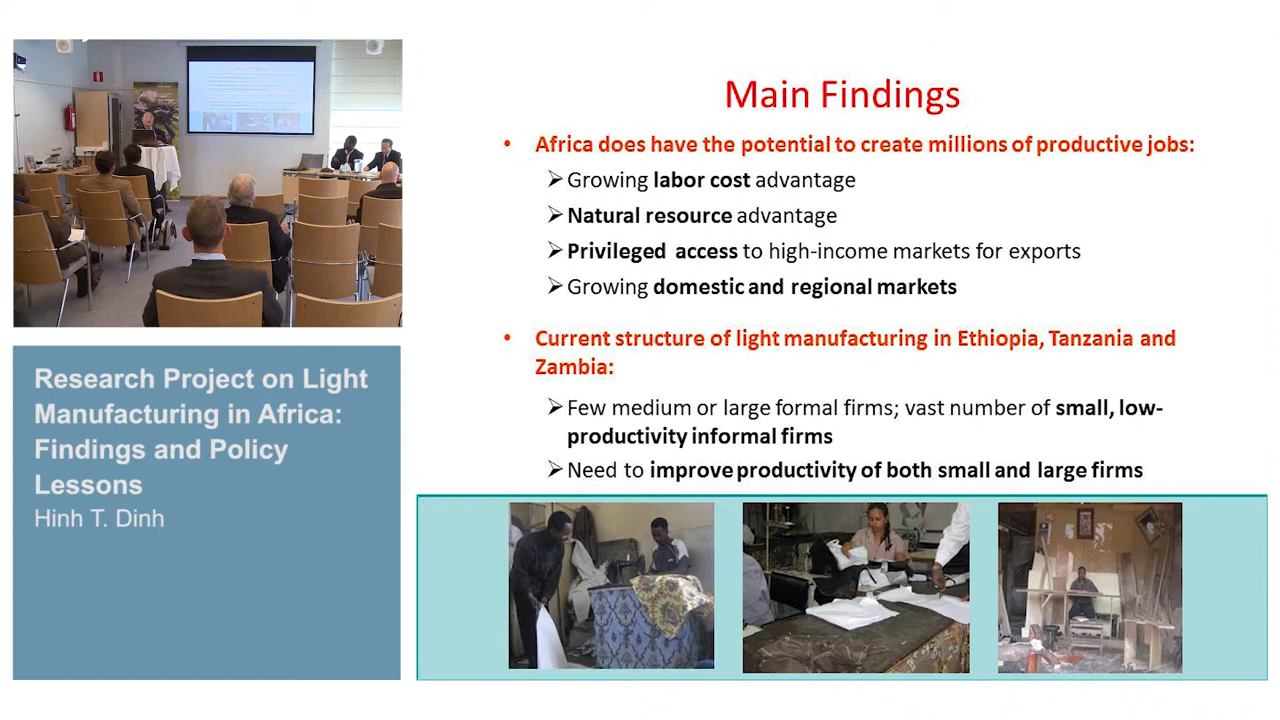 Main Findings
• Africa does have the potential to create millions of productive jobs:
➢Growing labor cost advantage
➢Natural resource advantage
➢Privileged access to high-income markets for exports
➢Growing domestic and regional markets
• Current structure of light manufacturing in Ethiopia, Tanzania and
Zambia:
➢Few medium or large formal firms; vast number of small, low-
productivity informal firms
➢Need to improve productivity of both small and large firms
Research Project on Light
Manufacturing in Africa:
Findings and Policy
Lessons
Hinh T. Dinh